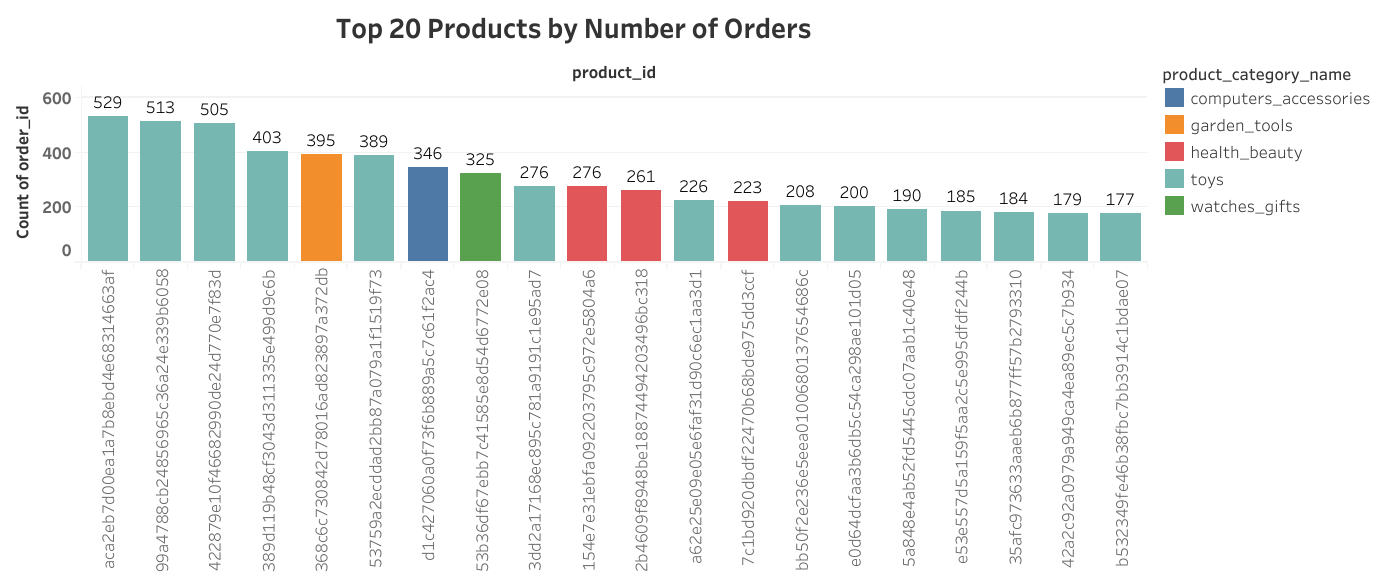 Top 20 Products by Number of Orders
product_id
product_category_name
computers_accessories
garden_tools
health_beauty
toys
watches_gifts
Count of order_id
600
400
200
0
529
513
505
403
395
389
346
325
276
276
261
226
223
208
200
190
185
184
179
177
aca2eb7d00ea1a7b8ebd4e68314663af
99a4788cb24856965c36a24e339b6058
422879e10f46682990de24d770e7f83d
389d119b48cf3043d311335e499d9c6b
368c6c730842d78016ad823897a372db
53759a2ecddad2bb87a079a1f1519f73
d1c427060a0f73f6b889a5c7c61f2ac4
53b36df67ebb7c41585e8d54d6772e08
3dd2a17168ec895c781a9191c1e95ad7
154e7e31ebfa092203795c972e5804a6
2b4609f8948be18874494203496bc318
a62e25e09e05e6faf31d90c6ec1aa3d1
7c1bd920dbdf22470b68bde975dd3ccf
bb50f2e236e5eea0100680137654686c
e0d64dcfaa3b6db5c54ca298ae101d05
5a848e4ab52fd5445cdc07aab1c40e48
e53e557d5a159f5aa2c5e995dfdf244b
35afc973633aaeb6b877ff57b2793310
42a2c92a0979a949ca4ea89ec5c7b934
b532349fe46b38fbc7bb3914c1bdae07